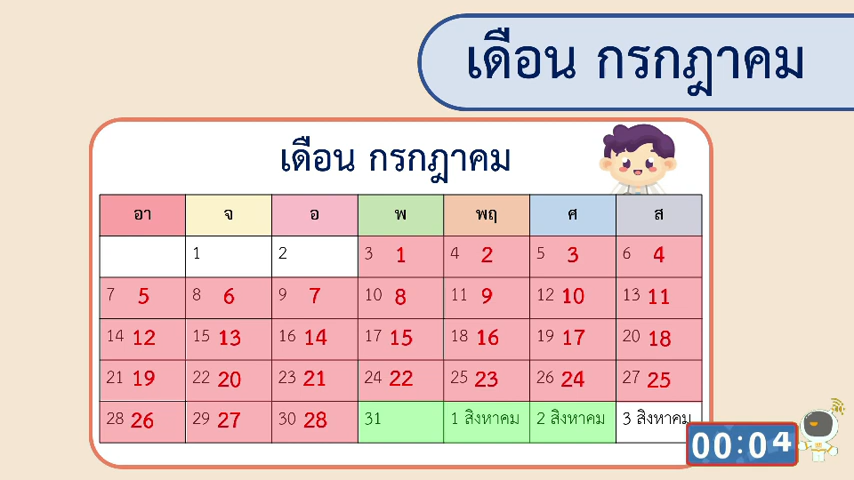 เดือน กรกฎาคม
เดือน กรกฎาคม
อา จ อ พ พฤ ศ ส
1 2 3 1 4 2 5 3 6 4
7 5 8 6 9 7 10 8 11 9 12 10 13 11
14 12 15 13 16 14 17 15 18 16 19 17 20 18
21 19 22 20 23 21 24 22 25 23 26 24 27 25
28 26 29 27 30 28 31 1 สิงหาคม 2 สิงหาคม 3 สิงหาคม
00:04